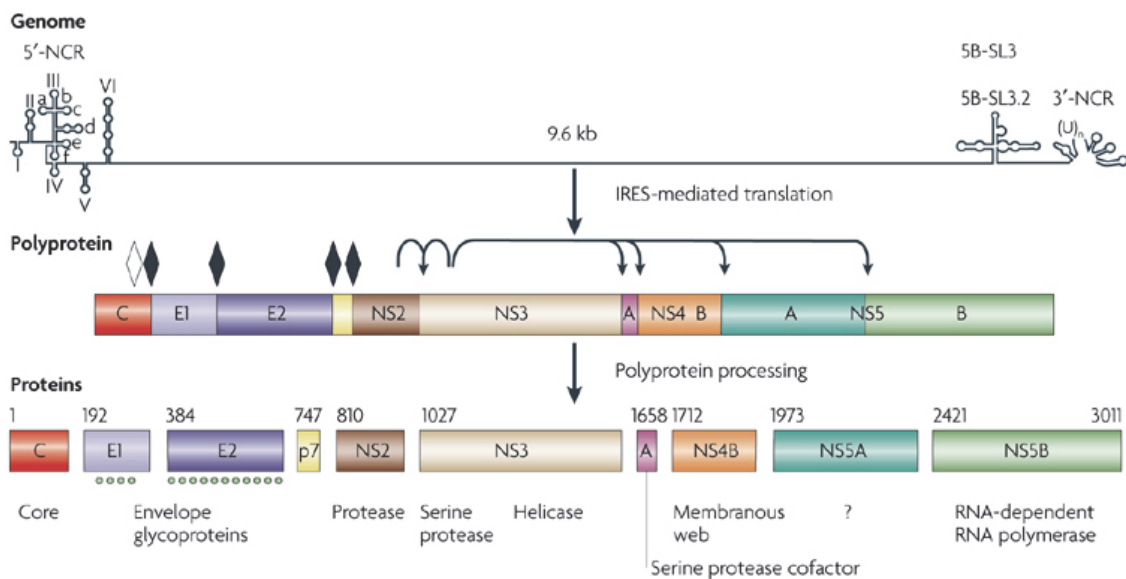 Genome
5′-NCR
5B-SL3
III
VI
II a b c
5B-SL3.2
3′-NCR
d
9.6 kb
(U)n
e
f
I
IV
V
IRES-mediated translation
Polyprotein
C E1 E2 NS2 NS3 A NS4 B A NS5 B
Polyprotein processing
Proteins
1 192 384 747 810 1027 1658 1712 1973 2421 3011
C E1 E2 p7 NS2 NS3 A NS4B NS5A NS5B
Core Envelope Protease Serine Helicase Membranous ? RNA-dependent
glycoproteins protease web RNA polymerase
Serine protease cofactor